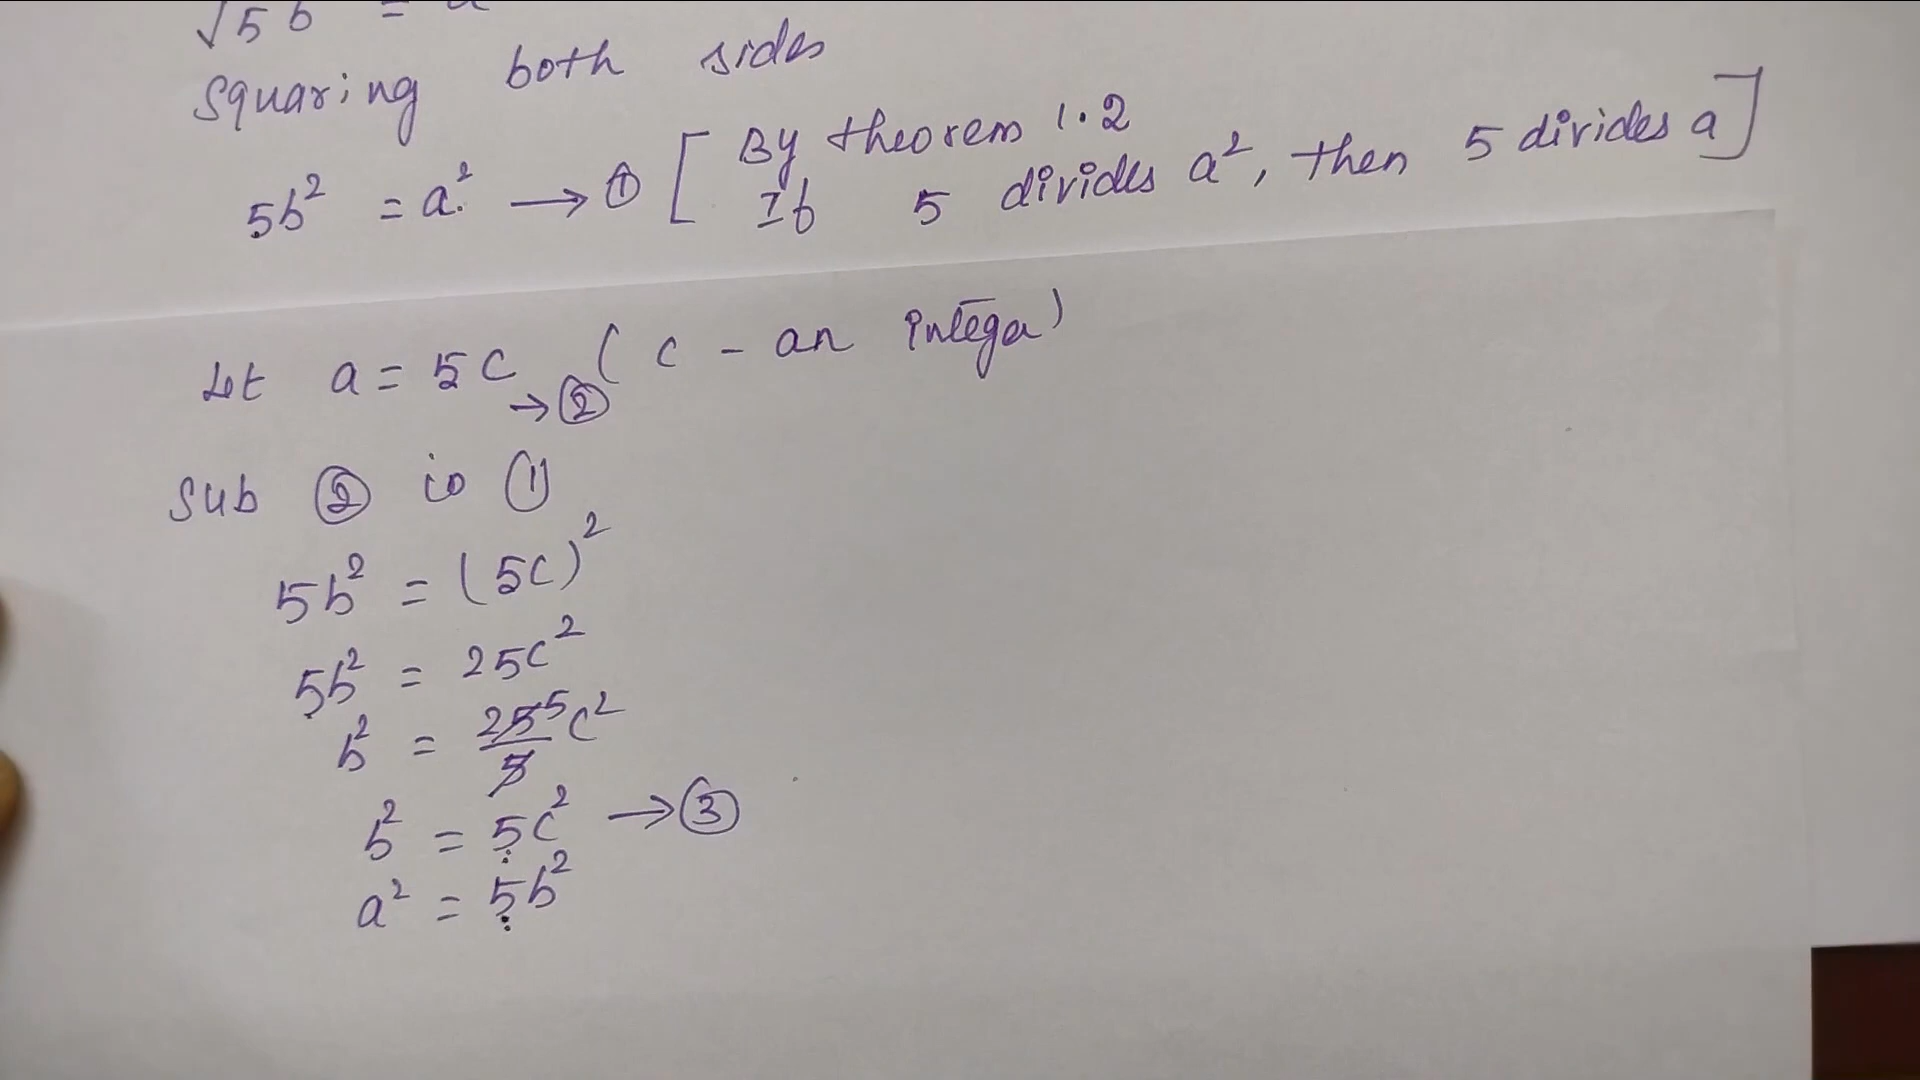 √5 b = a
Squaring both sides
5b² = a² → ① [ By theorem 1.2
If 5 divides a², then 5 divides a ]
Let a = 5c → ② ( c - an integer )
Sub ② in ①
5b² = (5c)²
5b² = 25c²
b² = 25/5 5 c²
b² = 5c² → ③
a² = 5b²